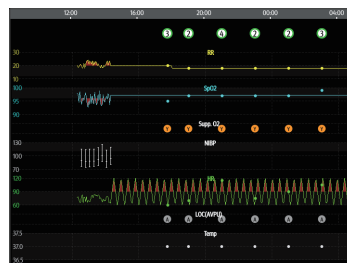 12:00 16:00 20:00 00:00 04:00
3 2 4 2 2 3
RR
30
20
10
SpO2
100
95
90
Supp. O2
Y Y Y Y Y Y
NIBP
130
100
70
HR
120
90
60
LOC(AVPU)
A A A A A A
Temp
37.5
37.0
36.5